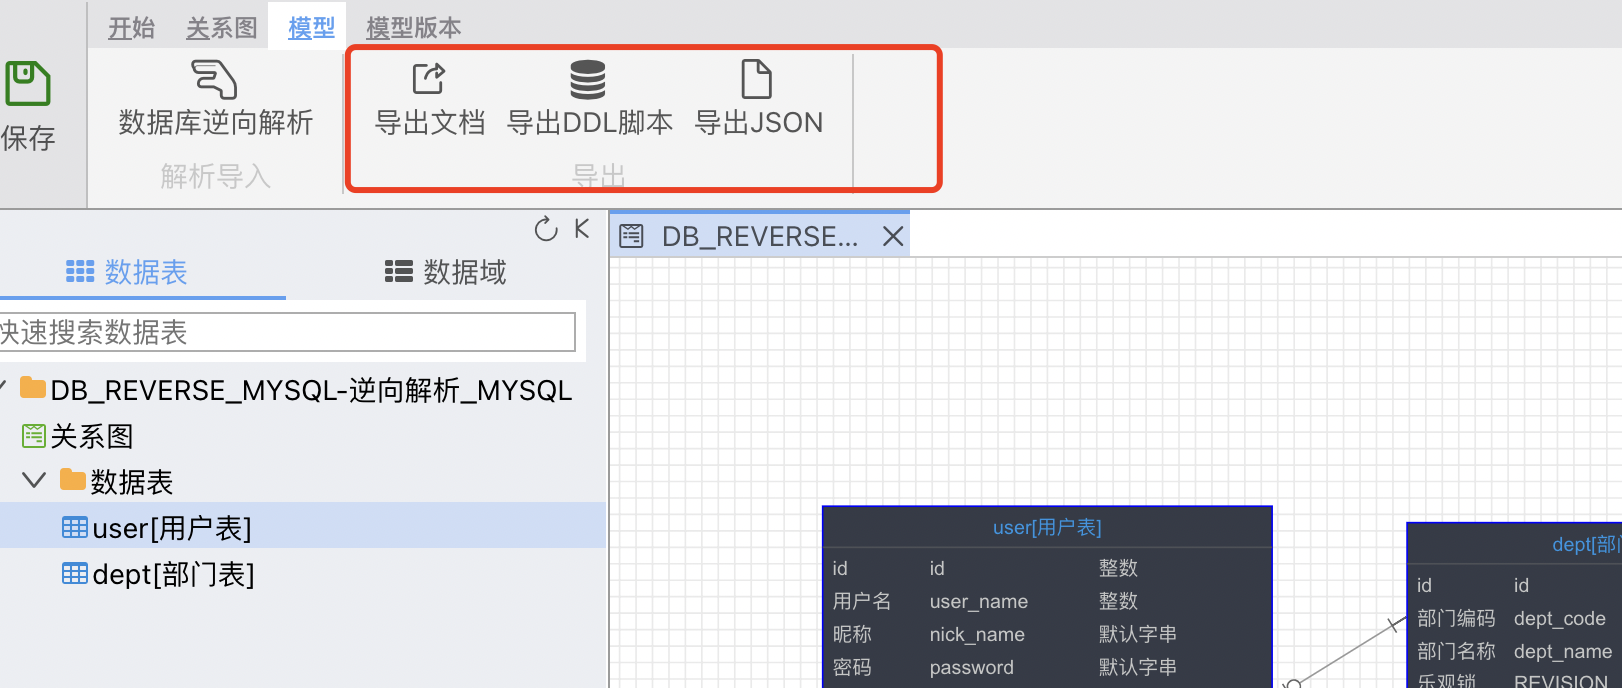 开始 关系图 模型 模型版本
保存
数据库逆向解析 导出文档 导出DDL脚本 导出JSON
解析导入 导出
DB_REVERSE...
数据表 数据域
快速搜索数据表
DB_REVERSE_MYSQL-逆向解析_MYSQL
关系图
数据表
user[用户表]
dept[部门表]
user[用户表]
id id 整数
用户名 user_name 整数
昵称 nick_name 默认字串
密码 password 默认字串
dept[部门
id id
部门编码 dept_code
部门名称 dept_name
乐观锁 REVISION